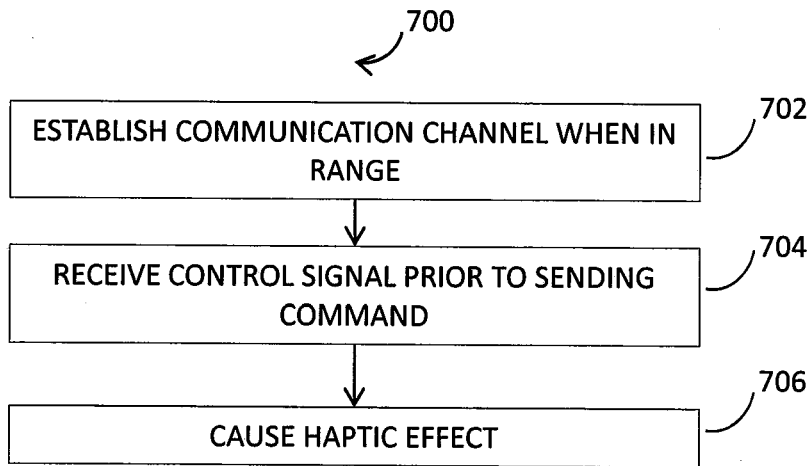 700
ESTABLISH COMMUNICATION CHANNEL WHEN IN
RANGE
702
RECEIVE CONTROL SIGNAL PRIOR TO SENDING
COMMAND
704
CAUSE HAPTIC EFFECT
706